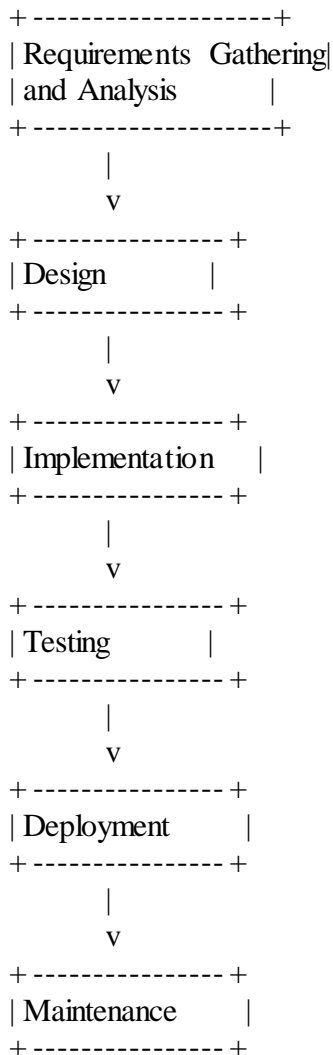 + --------------------+
| Requirements Gathering|
| and Analysis |
+ --------------------+
|
v
+ ---------------- +
| Design |
+ ---------------- +
|
v
+ ---------------- +
| Implementation |
+ ---------------- +
|
v
+ ---------------- +
| Testing |
+ ---------------- +
|
v
+ ---------------- +
| Deployment |
+ ---------------- +
|
v
+ ---------------- +
| Maintenance |
+ ---------------- +